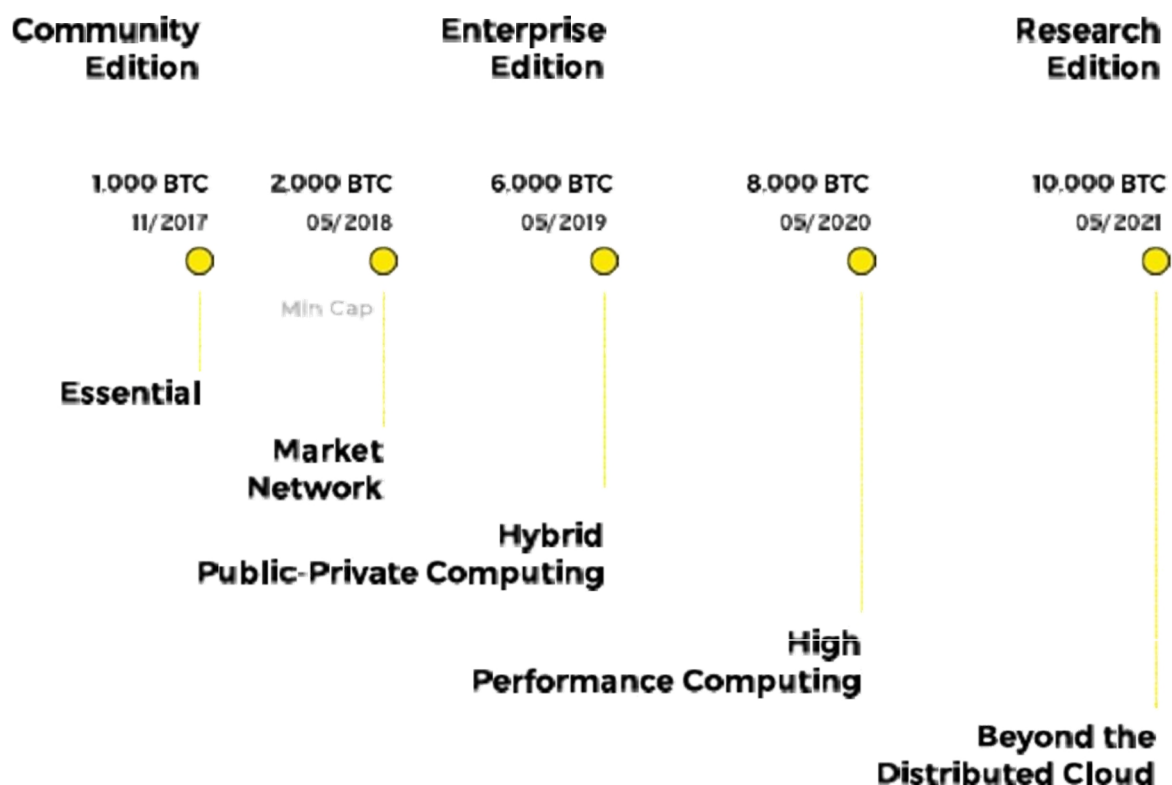 Community
Edition
Enterprise
Edition
Research
Edition
1.000 BTC
11/2017
2.000 BTC
05/2018
6.000 BTC
05/2019
8.000 BTC
05/2020
10.000 BTC
05/2021
Min Cap
Essential
Market
Network
Hybrid
Public-Private Computing
High
Performance Computing
Beyond the
Distributed Cloud